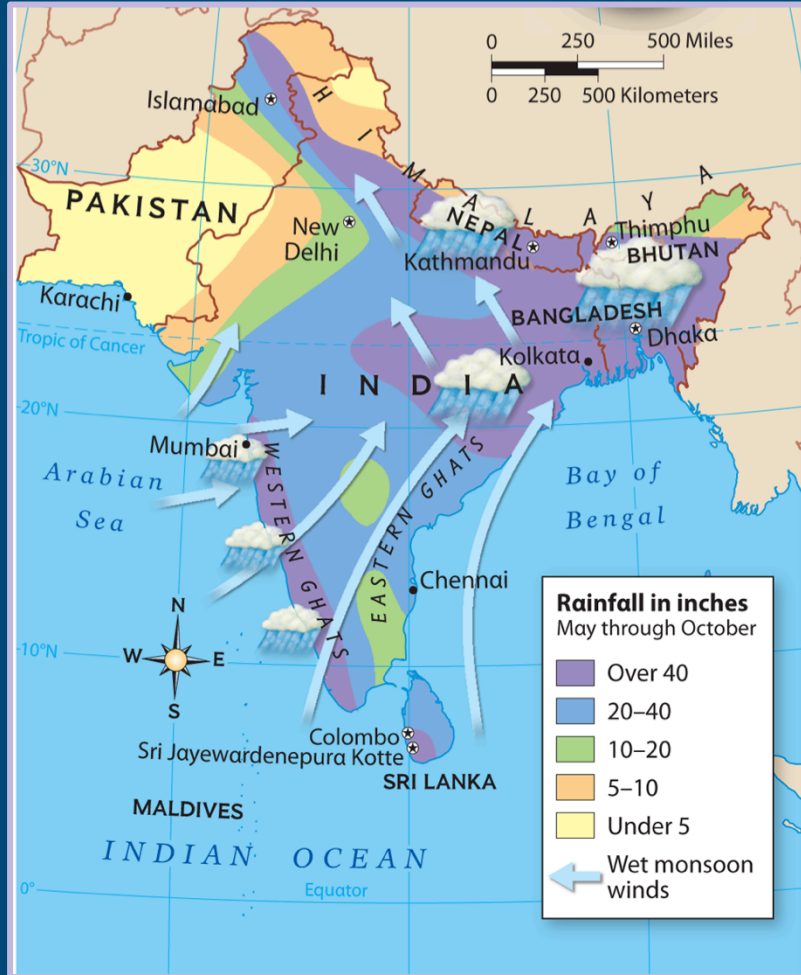 0 250 500 Miles
0 250 500 Kilometers
Islamabad
HIMALAYA
30°N
PAKISTAN
New
Delhi
NEPAL
Kathmandu
Thimphu
BHUTAN
Karachi
BANGLADESH
Dhaka
Tropic of Cancer
Kolkata
INDIA
20°N
Mumbai
Arabian
Sea
WESTERN GHATS
EASTERN GHATS
Bay of
Bengal
Chennai
N
W E
S
10°N
Colombo
Sri Jayewardenepura Kotte
SRI LANKA
MALDIVES
INDIAN OCEAN
0°
Equator
Rainfall in inches
May through October
Over 40
20–40
10–20
5–10
Under 5
Wet monsoon
winds